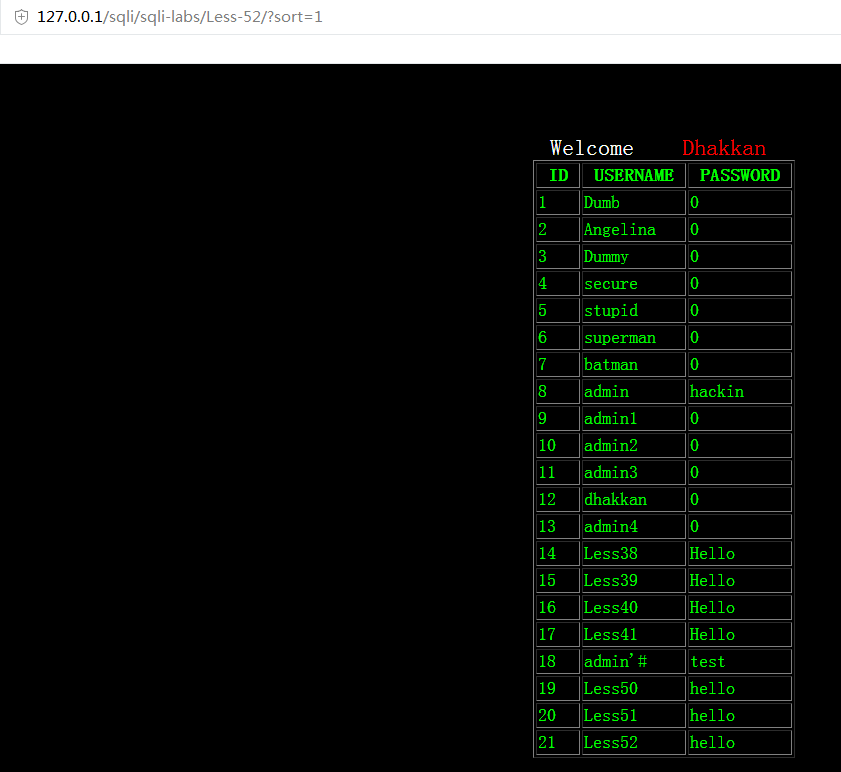 127.0.0.1/sqli/sqli-labs/Less-52/?sort=1
Welcome Dhakkan
ID USERNAME PASSWORD
1 Dumb 0
2 Angelina 0
3 Dummy 0
4 secure 0
5 stupid 0
6 superman 0
7 batman 0
8 admin hackin
9 admin1 0
10 admin2 0
11 admin3 0
12 dhakkan 0
13 admin4 0
14 Less38 Hello
15 Less39 Hello
16 Less40 Hello
17 Less41 Hello
18 admin'# test
19 Less50 hello
20 Less51 hello
21 Less52 hello